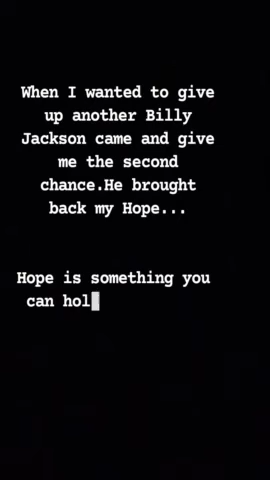 When I wanted to give
up another Billy
Jackson came and give
me the second
chance.He brought
back my Hope...
Hope is something you
can hol